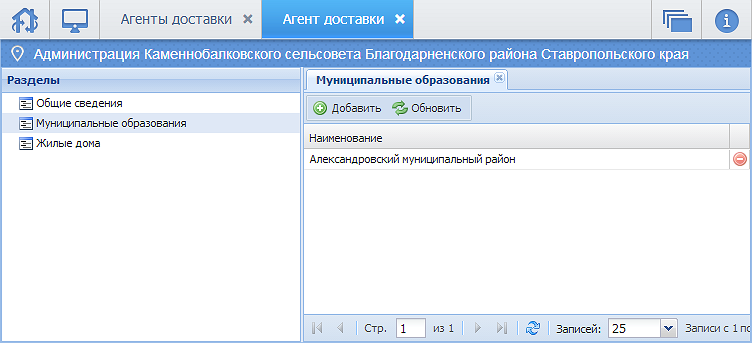 Агенты доставки
Агент доставки
Администрация Каменнобалковского сельсовета Благодарненского района Ставропольского края
Разделы
Общие сведения
Муниципальные образования
Жилые дома
Муниципальные образования
Добавить Обновить
Наименование
Александровский муниципальный район
Стр. 1 из 1 Записей: 25 Записи с 1 по